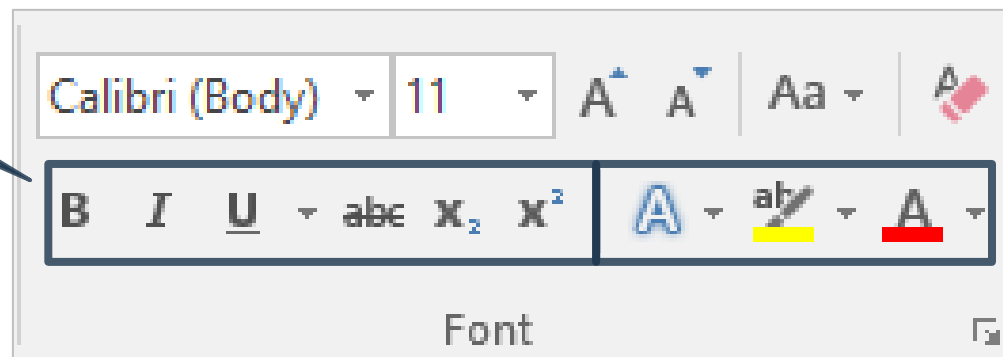 Calibri (Body) 11 A A Aa A
B I U abc X₂ X² A ab A
Font